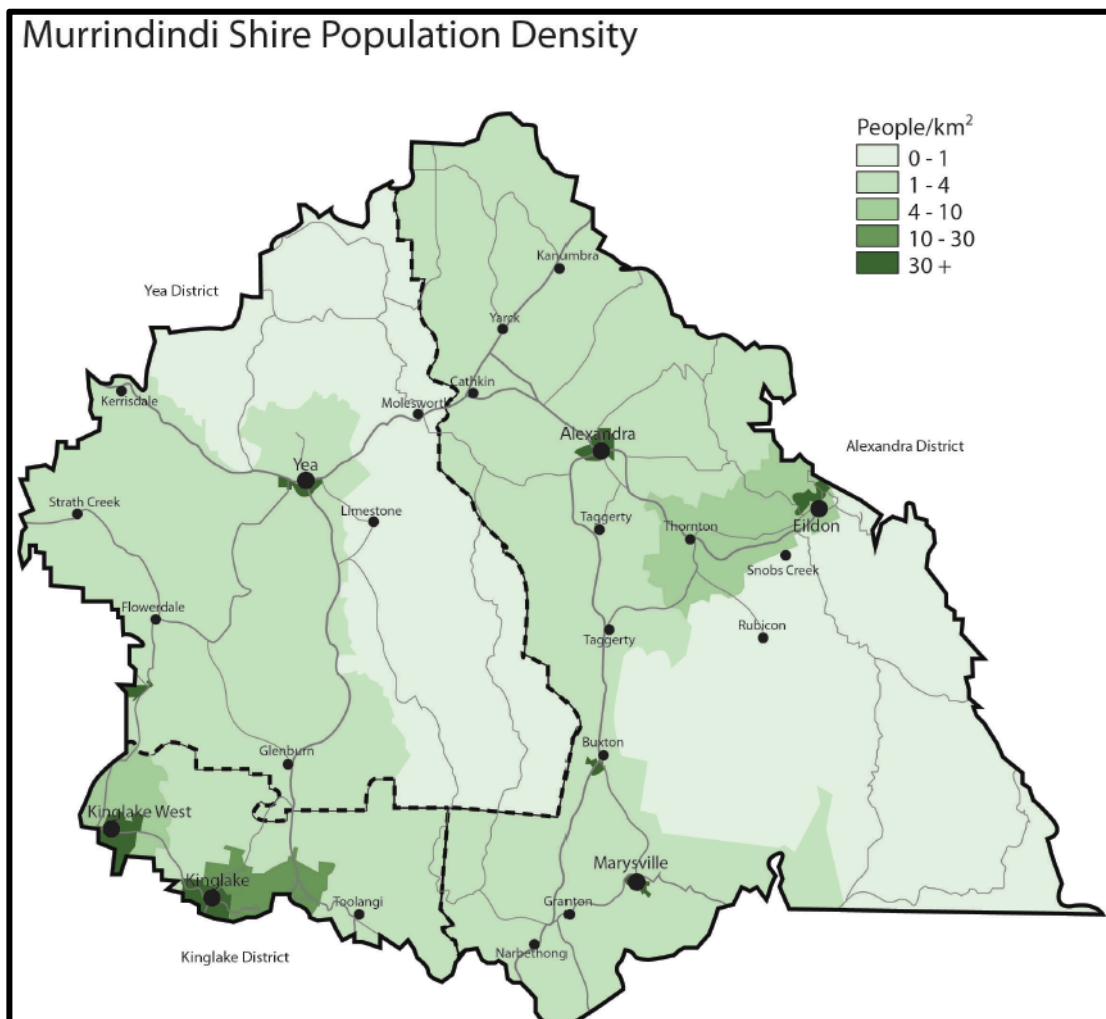 Murrindindi Shire Population Density
People/km²
0 - 1
1 - 4
4 - 10
10 - 30
30 +
Kanumbra
Yea District
Yarck
Cathkin
Kerrisdale
Molesworth
Alexandra
Alexandra District
Yea
Strath Creek
Limestone
Taggerty
Thornton
Eildon
Snobs Creek
Flowerdale
Rubicon
Taggerty
Buxton
Glenburn
Kinglake West
Marysville
Kinglake
Toolangi
Granton
Narbethong
Kinglake District